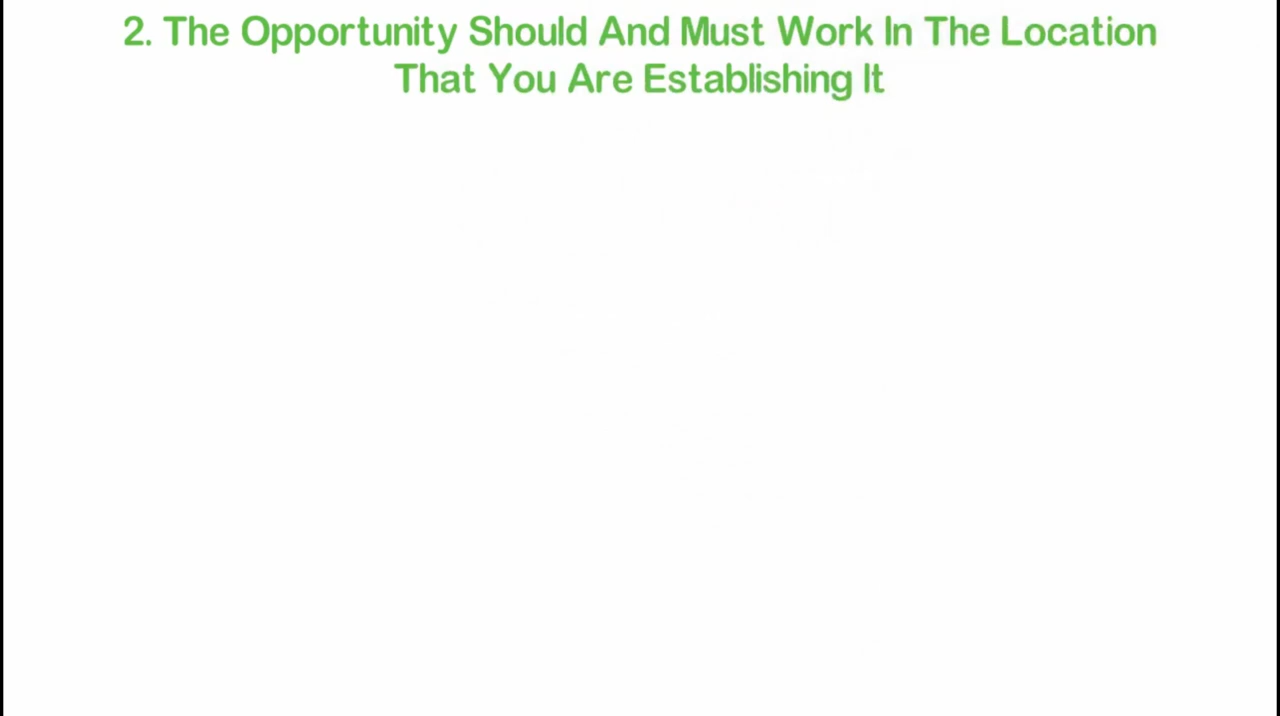 2. The Opportunity Should And Must Work In The Location
That You Are Establishing It